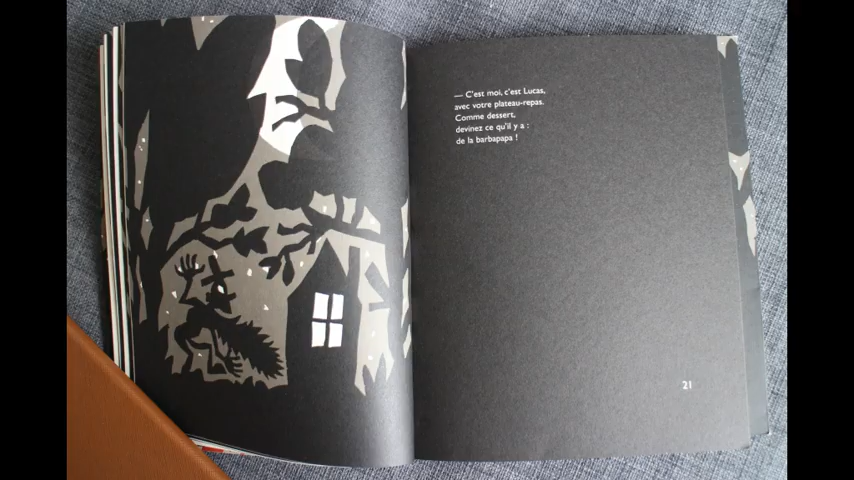 — C'est moi, c'est Lucas,
avec votre plateau-repas.
Comme dessert,
devinez ce qu'il y a :
de la barbapapa !
21